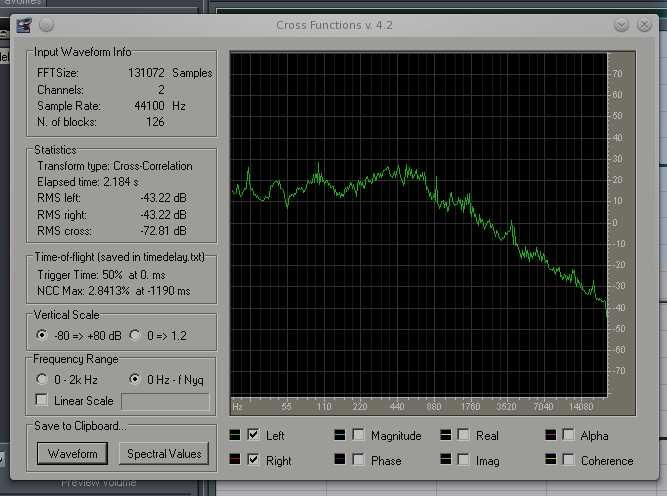 avorites
Cross Functions v. 4.2
Input Waveform Info
FFTSize: 131072 Samples
Channels: 2
Sample Rate: 44100 Hz
N. of blocks: 126
Statistics
Transform type: Cross-Correlation
Elapsed time: 2.184 s
RMS left: -43.22 dB
RMS right: -43.22 dB
RMS cross: -72.81 dB
Time-of-flight (saved in timedelay.txt)
Trigger Time: 50% at 0. ms
NCC Max: 2.8413% at -1190 ms
Vertical Scale
-80 => +80 dB 0 => 1.2
Frequency Range
0 - 2k Hz 0 Hz - f Nyq
Linear Scale
Save to Clipboard...
Waveform Spectral Values
70
60
50
40
30
20
10
0
-10
-20
-30
-40
-50
-60
-70
Hz 55 110 220 440 880 1760 3520 7040 14080
Left Magnitude Real Alpha
Right Phase Imag Coherence
Preview Volume